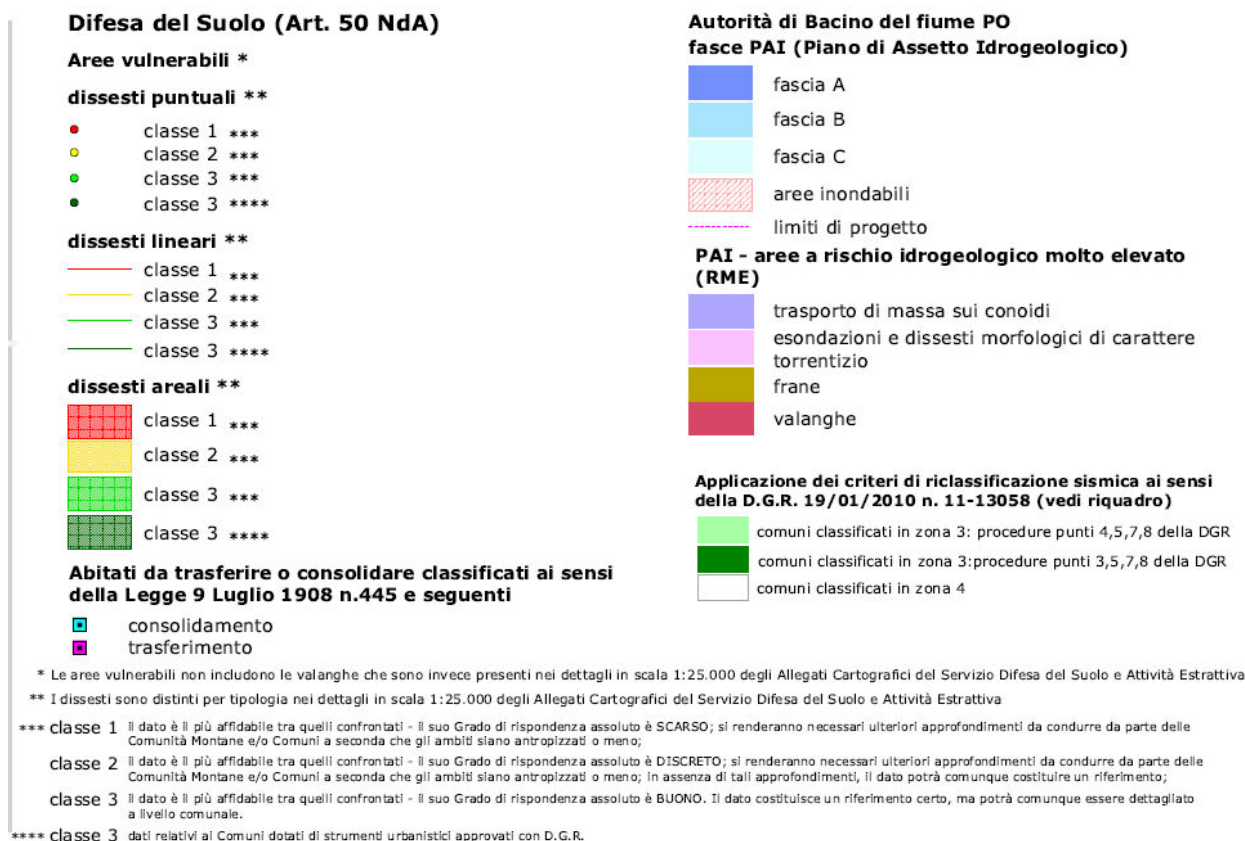 Difesa del Suolo (Art. 50 NdA)
Aree vulnerabili *
dissesti puntuali **
classe 1 ***
classe 2 ***
classe 3 ***
classe 3 ****
dissesti lineari **
classe 1 ***
classe 2 ***
classe 3 ***
classe 3 ****
dissesti areali **
classe 1 ***
classe 2 ***
classe 3 ***
classe 3 ****
Abitati da trasferire o consolidare classificati ai sensi
della Legge 9 Luglio 1908 n.445 e seguenti
consolidamento
trasferimento
Autorità di Bacino del fiume PO
fasce PAI (Piano di Assetto Idrogeologico)
fascia A
fascia B
fascia C
aree inondabili
limiti di progetto
PAI - aree a rischio idrogeologico molto elevato
(RME)
trasporto di massa sui conoidi
esondazioni e dissesti morfologici di carattere
torrentizio
frane
valanghe
Applicazione dei criteri di riclassificazione sismica ai sensi
della D.G.R. 19/01/2010 n. 11-13058 (vedi riquadro)
comuni classificati in zona 3: procedure punti 4,5,7,8 della DGR
comuni classificati in zona 3:procedure punti 3,5,7,8 della DGR
comuni classificati in zona 4
* Le aree vulnerabili non includono le valanghe che sono invece presenti nei dettagli in scala 1:25.000 degli Allegati Cartografici del Servizio Difesa del Suolo e Attività Estrattiva
** I dissesti sono distinti per tipologia nei dettagli in scala 1:25.000 degli Allegati Cartografici del Servizio Difesa del Suolo e Attività Estrattiva
*** classe 1 il dato è il più affidabile tra quelli confrontati - il suo Grado di rispondenza assoluto è SCARSO; si renderanno necessari ulteriori approfondimenti da condurre da parte delle
Comunità Montane e/o Comuni a seconda che gli ambiti siano antropizzati o meno;
classe 2 il dato è il più affidabile tra quelli confrontati - il suo Grado di rispondenza assoluto è DISCRETO; si renderanno necessari ulteriori approfondimenti da condurre da parte delle
Comunità Montane e/o Comuni a seconda che gli ambiti siano antropizzati o meno; in assenza di tali approfondimenti, il dato potrà comunque costituire un riferimento;
classe 3 il dato è il più affidabile tra quelli confrontati - il suo Grado di rispondenza assoluto è BUONO. Il dato costituisce un riferimento certo, ma potrà comunque essere dettagliato
a livello comunale.
**** classe 3 dati relativi ai Comuni dotati di strumenti urbanistici approvati con D.G.R.